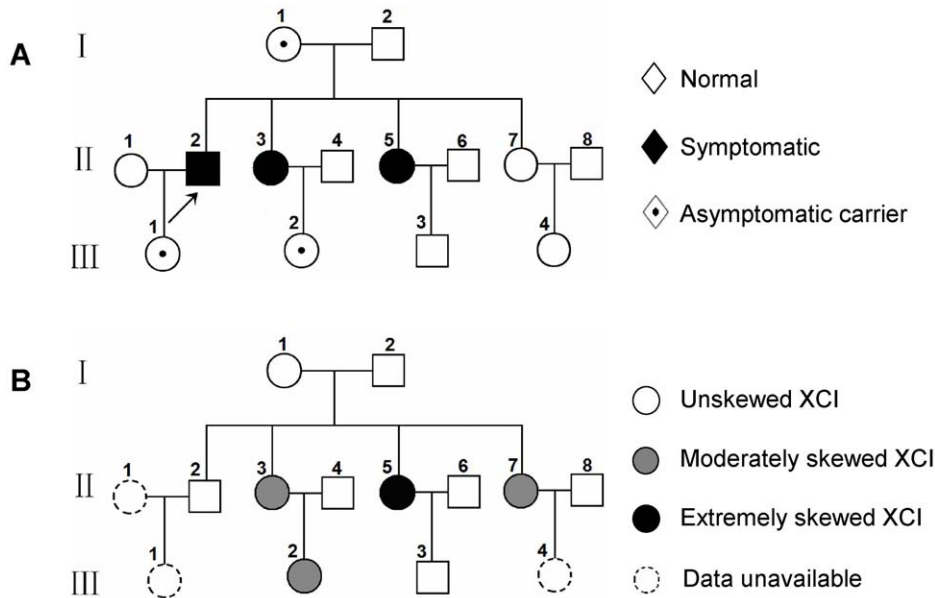 A
I
1 2
Normal
II
1 2 3 4 5 6 7 8
Symptomatic
III
1 2 3 4
Asymptomatic carrier
B
I
1 2
Unskewed XCI
II
1 2 3 4 5 6 7 8
Moderately skewed XCI
Extremely skewed XCI
III
1 2 3 4
Data unavailable